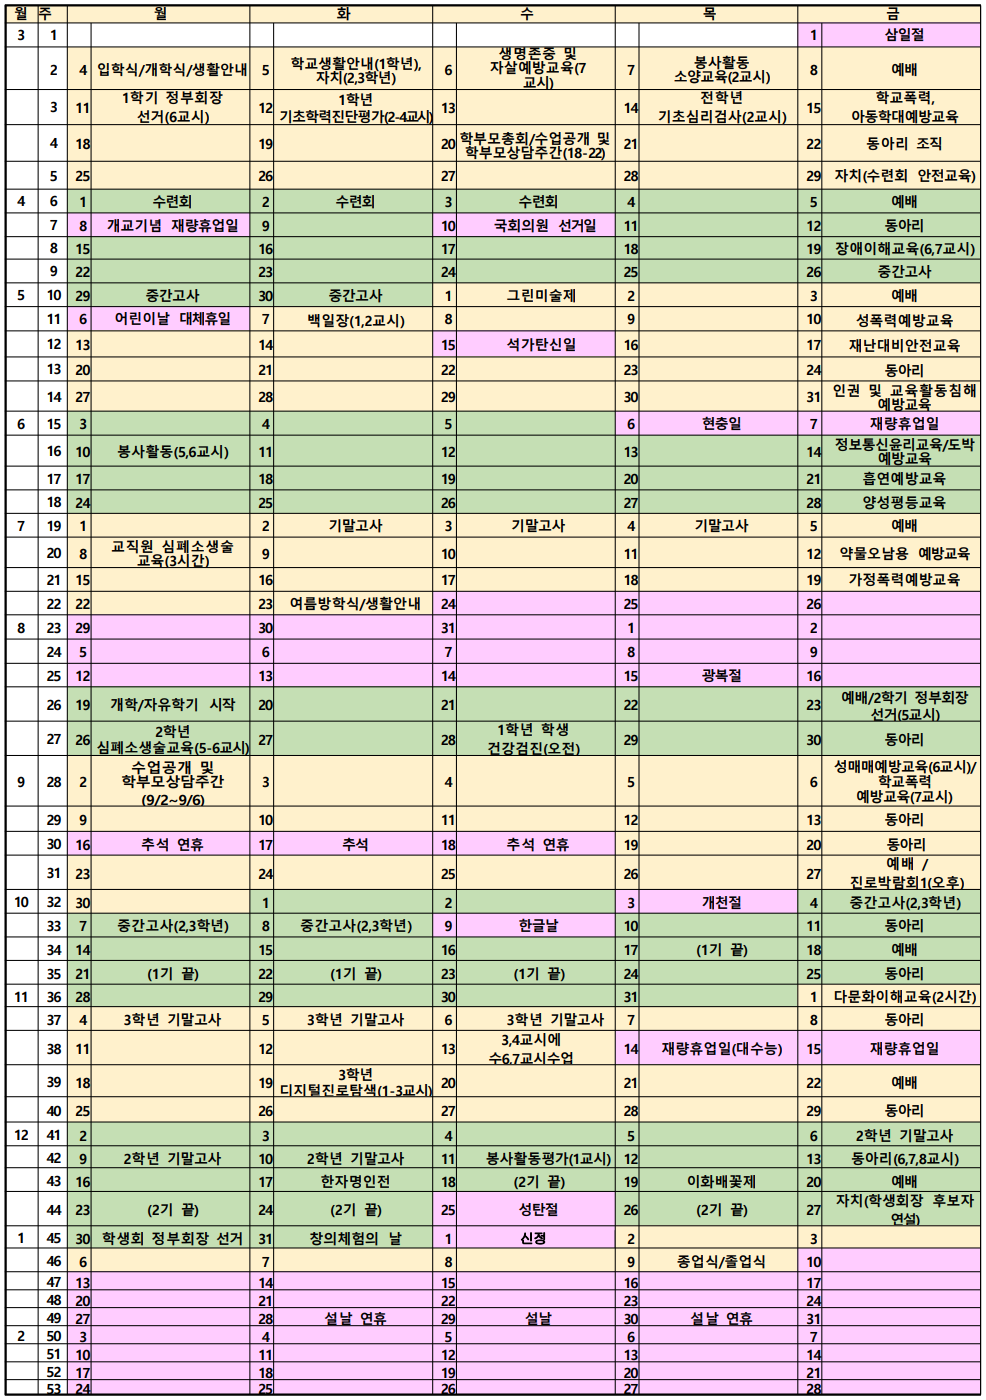 월 주 월 화 수 목 금
3 1 1 삼일절
2 4 입학식/개학식/생활안내 5 학교생활안내(1학년), 자치(2,3학년) 6 생명존중 및 자살예방교육(7교시) 7 봉사활동 소양교육(2교시) 8 예배
3 11 1학기 정부회장 선거(6교시) 12 1학년 기초학력진단평가(2-4교시) 13 14 전학년 기초심리검사(2교시) 15 학교폭력, 아동학대예방교육
4 18 19 20 학부모총회/수업공개 및 학부모상담주간(18-22) 21 22 동아리 조직
5 25 26 27 28 29 자치(수련회 안전교육)
4 6 1 수련회 2 수련회 3 수련회 4 5 예배
7 8 개교기념 재량휴업일 9 10 국회의원 선거일 11 12 동아리
8 15 16 17 18 19 장애이해교육(6,7교시)
9 22 23 24 25 26 중간고사
5 10 29 중간고사 30 중간고사 1 그린미술제 2 3 예배
11 6 어린이날 대체휴일 7 백일장(1,2교시) 8 9 10 성폭력예방교육
12 13 14 15 석가탄신일 16 17 재난대비안전교육
13 20 21 22 23 24 동아리
14 27 28 29 30 31 인권 및 교육활동침해 예방교육
6 15 3 4 5 6 현충일 7 재량휴업일
16 10 봉사활동(5,6교시) 11 12 13 14 정보통신윤리교육/도박 예방교육
17 17 18 19 20 21 흡연예방교육
18 24 25 26 27 28 양성평등교육
7 19 1 2 기말고사 3 기말고사 4 기말고사 5 예배
20 8 교직원 심폐소생술 교육(3시간) 9 10 11 12 약물오남용 예방교육
21 15 16 17 18 19 가정폭력예방교육
22 22 23 여름방학식/생활안내 24 25 26
8 23 29 30 31 1 2
24 5 6 7 8 9
25 12 13 14 15 광복절 16
26 19 개학/자유학기 시작 20 21 22 23 예배/2학기 정부회장 선거(5교시)
27 26 2학년 심폐소생술교육(5-6교시) 27 28 1학년 학생 건강검진(오전) 29 30 동아리
9 28 2 수업공개 및 학부모상담주간 (9/2~9/6) 3 4 5 6 성매매예방교육(6교시)/ 학교폭력 예방교육(7교시)
29 9 10 11 12 13 동아리
30 16 추석 연휴 17 추석 18 추석 연휴 19 20 동아리
31 23 24 25 26 27 예배 / 진로박람회1(오후)
10 32 30 1 2 3 개천절 4 중간고사(2,3학년)
33 7 중간고사(2,3학년) 8 중간고사(2,3학년) 9 한글날 10 11 동아리
34 14 15 16 17 (1기 끝) 18 예배
35 21 (1기 끝) 22 (1기 끝) 23 (1기 끝) 24 25 동아리
11 36 28 29 30 31 1 다문화이해교육(2시간)
37 4 3학년 기말고사 5 3학년 기말고사 6 3학년 기말고사 7 8 동아리
38 11 12 13 3,4교시에 수6,7교시수업 14 재량휴업일(대수능) 15 재량휴업일
39 18 19 3학년 디지털진로탐색(1-3교시) 20 21 22 예배
40 25 26 27 28 29 동아리
12 41 2 3 4 5 6 2학년 기말고사
42 9 2학년 기말고사 10 2학년 기말고사 11 봉사활동평가(1교시) 12 13 동아리(6,7,8교시)
43 16 17 한자명인전 18 (2기 끝) 19 이화배꽃제 20 예배
44 23 (2기 끝) 24 (2기 끝) 25 성탄절 26 (2기 끝) 27 자치(학생회장 후보자 연설)
1 45 30 학생회 정부회장 선거 31 창의체험의 날 1 신정 2 3
46 6 7 8 9 종업식/졸업식 10
47 13 14 15 16 17
48 20 21 22 23 24
49 27 28 설날 연휴 29 설날 30 설날 연휴 31
2 50 3 4 5 6 7
51 10 11 12 13 14
52 17 18 19 20 21
53 24 25 26 27 28